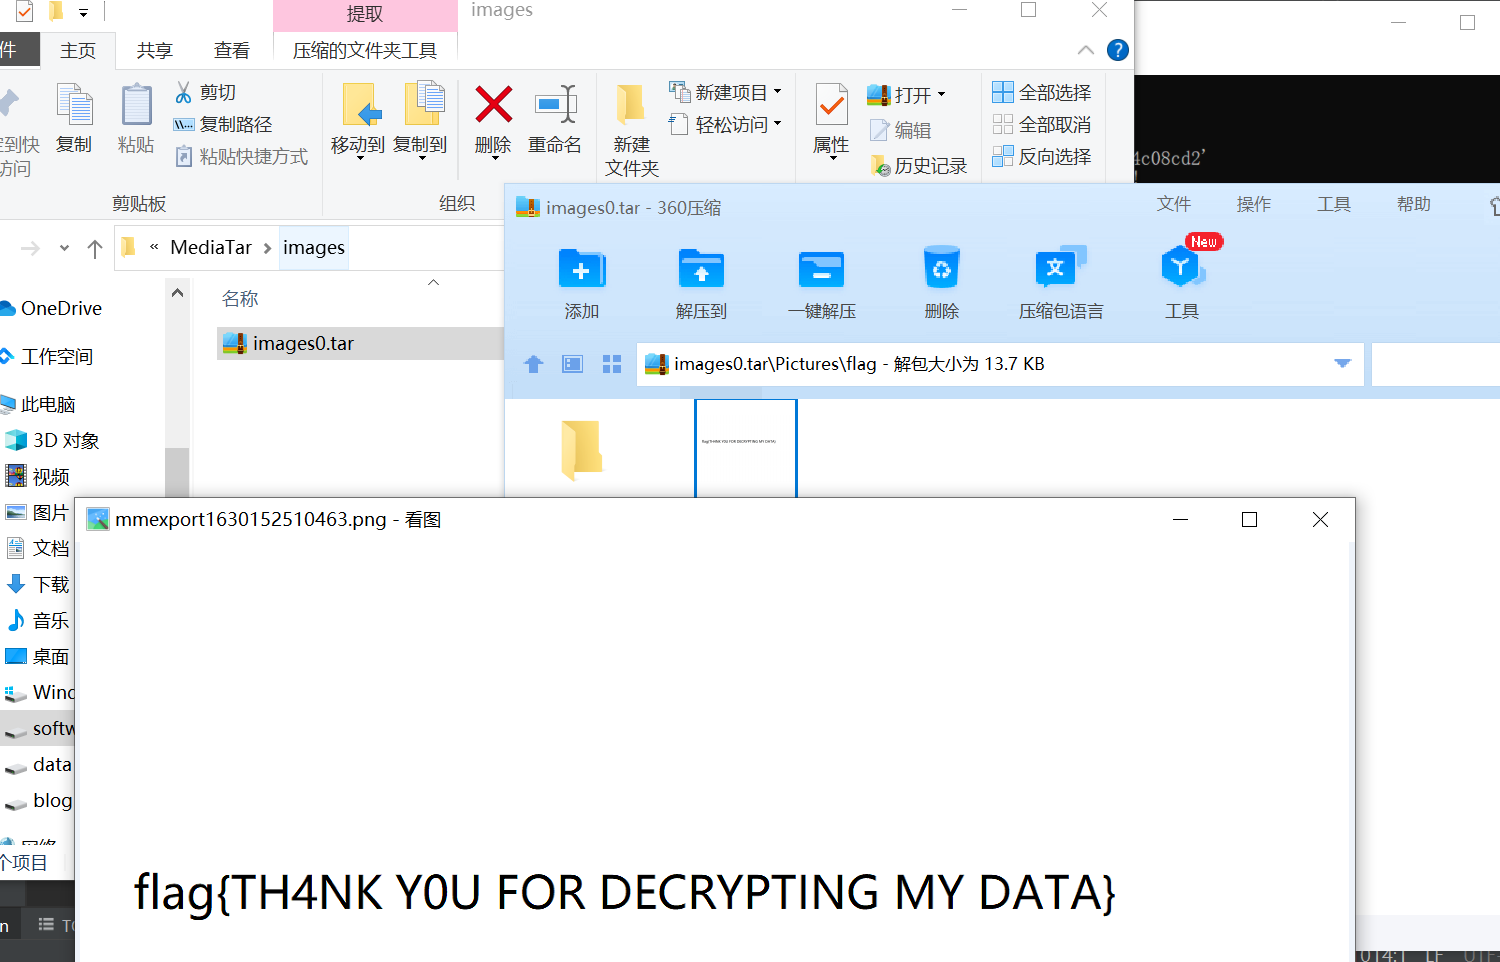 提取
images
件
主页
共享
查看
压缩的文件夹工具
复制
粘贴
剪切
复制路径
粘贴快捷方式
移动到
复制到
删除
重命名
新建
文件夹
新建项目
轻松访问
属性
打开
编辑
历史记录
全部选择
全部取消
反向选择
到快
访问
剪贴板
组织
4c08cd2'
« MediaTar > images
名称
images0.tar
OneDrive
工作空间
此电脑
3D 对象
视频
图片
文档
下载
音乐
桌面
Wind
softw
data
blog
个项目
images0.tar - 360压缩
文件
操作
工具
帮助
New
添加
解压到
一键解压
删除
压缩包语言
工具
images0.tar\Pictures\flag - 解包大小为 13.7 KB
flag{TH4NK Y0U FOR DECRYPTING MY DATA}
mmexport1630152510463.png - 看图
flag{TH4NK Y0U FOR DECRYPTING MY DATA}
014:1 LF UTF-